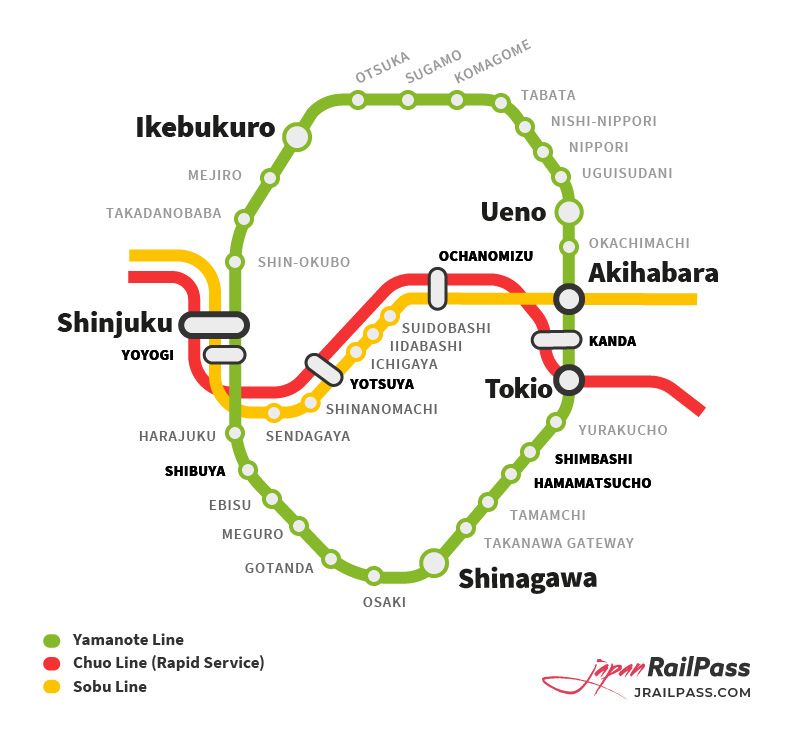 OTSUKA
SUGAMO
KOMAGOME
TABATA
NISHI-NIPPORI
NIPPORI
UGUISUDANI
Ikebukuro
MEJIRO
TAKADANOBABA
SHIN-OKUBO
Ueno
OKACHIMACHI
OCHANOMIZU
Akihabara
Shinjuku
YOYOGI
SUIDOBASHI
IIDABASHI
ICHIGAYA
YOTSUYA
SHINANOMACHI
SENDAGAYA
KANDA
Tokio
YURAKUCHO
HARAJUKU
SHIBUYA
SHIMBASHI
HAMAMATSUCHO
EBISU
MEGURO
GOTANDA
OSAKI
TAMAMCHI
TAKANAWA GATEWAY
Shinagawa
Yamanote Line
Chuo Line (Rapid Service)
Sobu Line
japan RailPass
JRAILPASS.COM